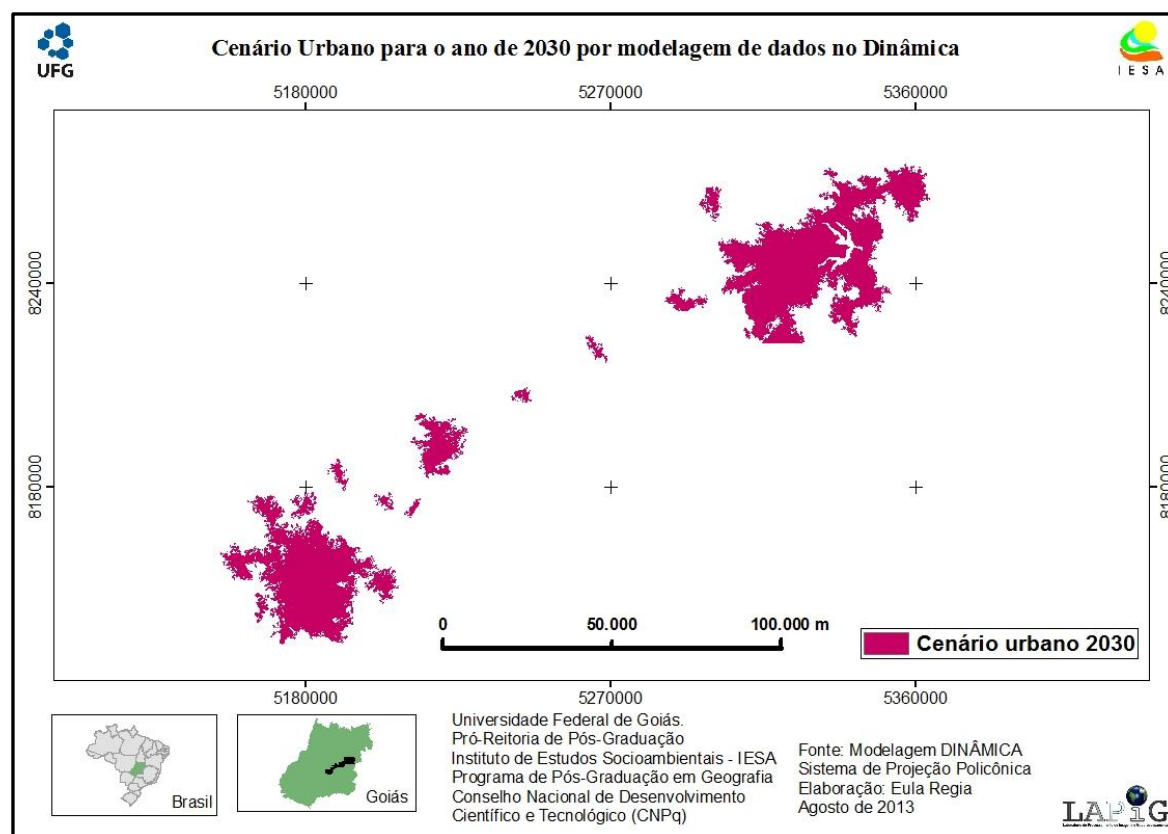 Cenário Urbano para o ano de 2030 por modelagem de dados no Dinâmica
UFG
IESA
5180000
5270000
5360000
8240000
8240000
8180000
8180000
0
50.000
100.000 m
Cenário urbano 2030
5180000
5270000
5360000
Brasil
Goiás
Universidade Federal de Goiás.
Pró-Reitoria de Pós-Graduação
Instituto de Estudos Socioambientais - IESA
Programa de Pós-Graduação em Geografia
Conselho Nacional de Desenvolvimento
Científico e Tecnológico (CNPq)
Fonte: Modelagem DINÂMICA
Sistema de Projeção Policônica
Elaboração: Eula Regia
Agosto de 2013
LAPiG